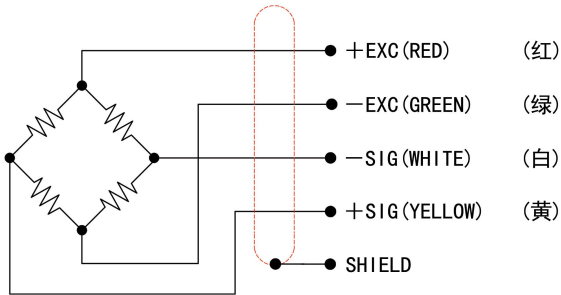 +EXC(RED) (红)
-EXC(GREEN) (绿)
-SIG(WHITE) (白)
+SIG(YELLOW) (黄)
SHIELD